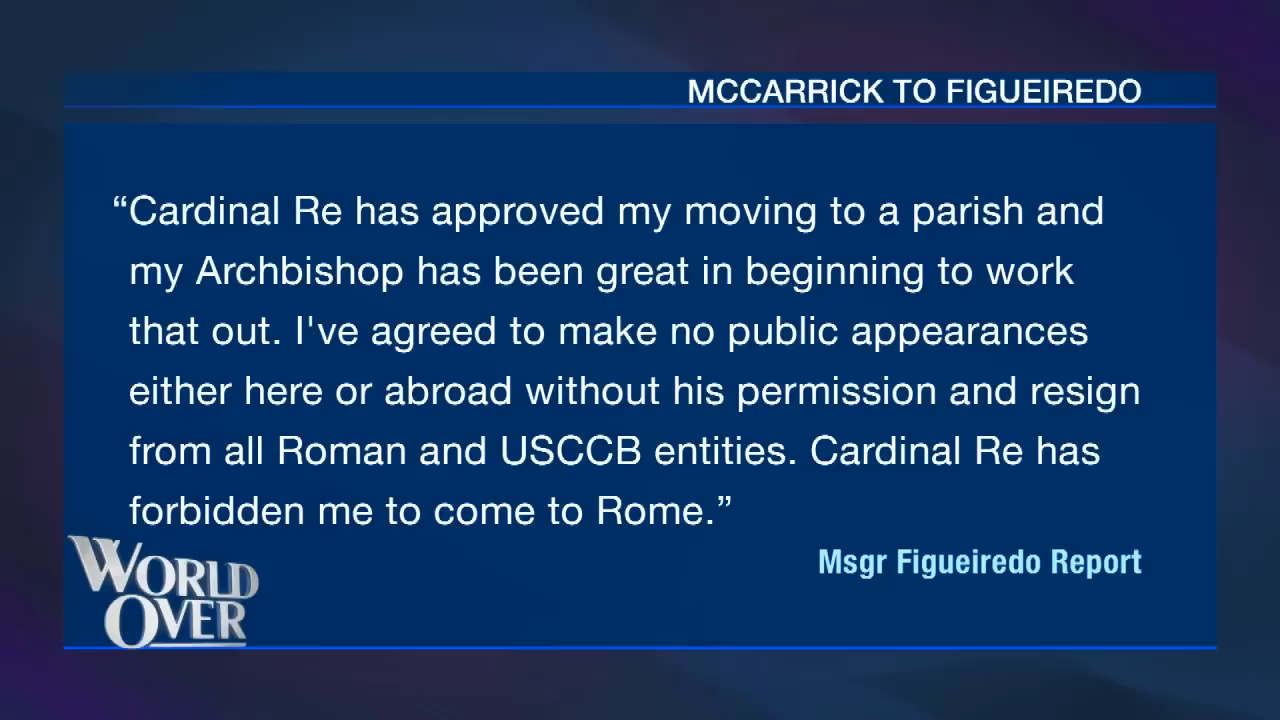 MCCARRICK TO FIGUEIREDO
“Cardinal Re has approved my moving to a parish and
my Archbishop has been great in beginning to work
that out. I've agreed to make no public appearances
either here or abroad without his permission and resign
from all Roman and USCCB entities. Cardinal Re has
forbidden me to come to Rome.”
Msgr Figueiredo Report
WORLD
OVER